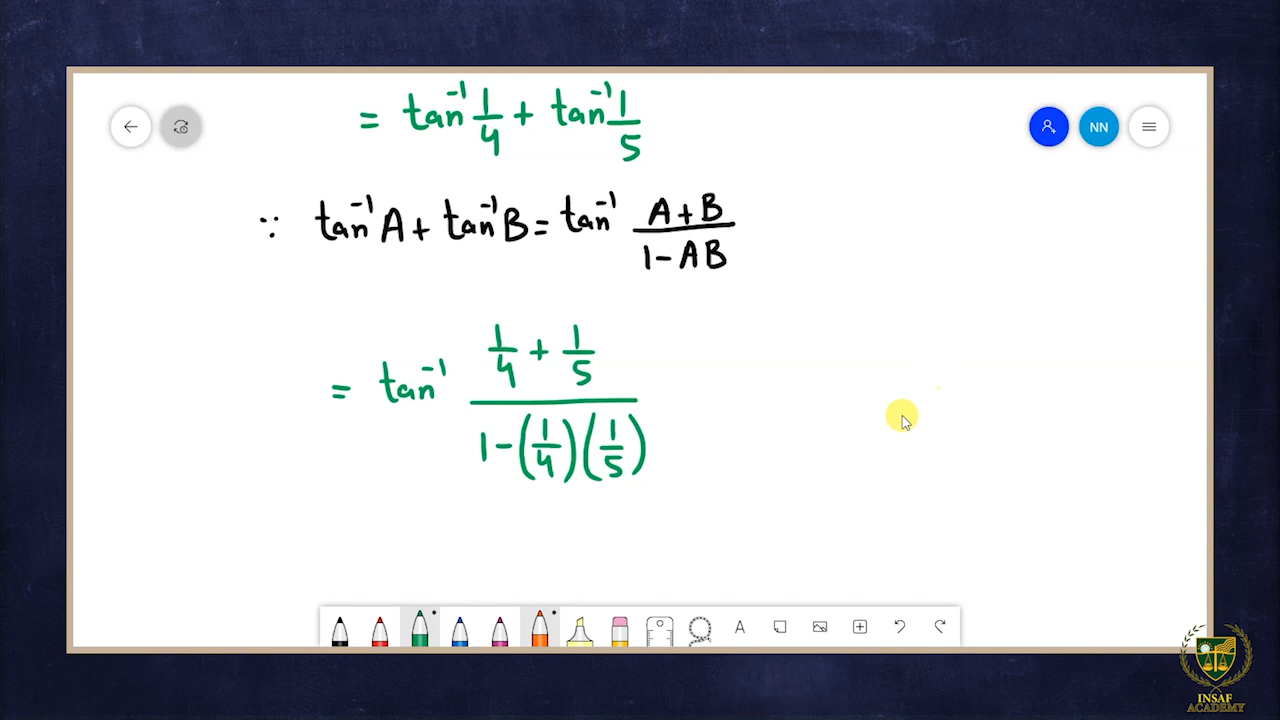 = tan⁻¹ 1/4 + tan⁻¹ 1/5
NN
∵ tan⁻¹A + tan⁻¹B = tan⁻¹ (A+B)/(1-AB)
= tan⁻¹ (1/4 + 1/5)/(1-(1/4)(1/5))
A
INSAF
ACADEMY